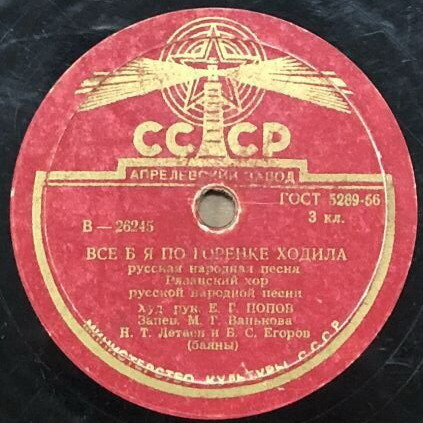 СССР
АПРЕЛЕВСКИЙ ЗАВОД
ГОСТ 5289-56
В — 26245
3 кл.
ВСЕ Б Я ПО ГОРЕНКЕ ХОДИЛА
русская народная песня
Рязанский хор
русской народной песни
Худ рук. Е. Г. ПОПОВ
Запев. М. Г. Ванькова
и Б. С. Егоров
(баяны)
МИНИСТЕРСТВО КУЛЬТУРЫ СССР